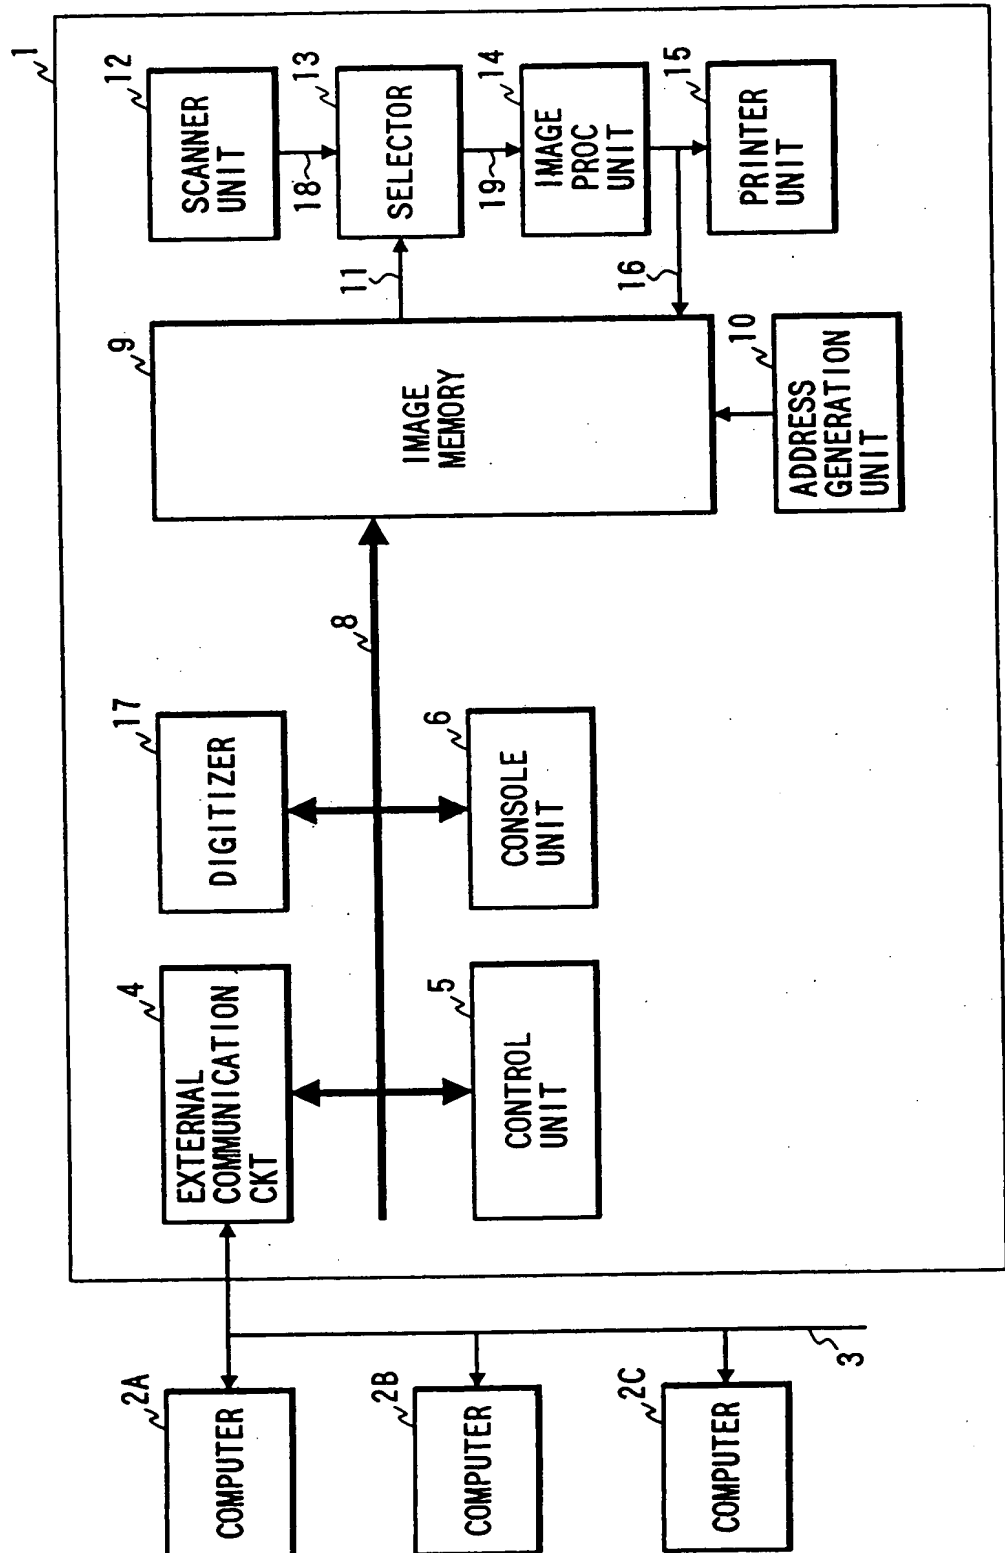 1
2A
COMPUTER
2B
COMPUTER
2C
COMPUTER
3
4
EXTERNAL
COMMUNICATION
CKT
17
DIGITIZER
5
CONTROL
UNIT
6
CONSOLE
UNIT
8
9
IMAGE
MEMORY
10
ADDRESS
GENERATION
UNIT
11
12
SCANNER
UNIT
18
13
SELECTOR
19
14
IMAGE
PROC
UNIT
16
15
PRINTER
UNIT